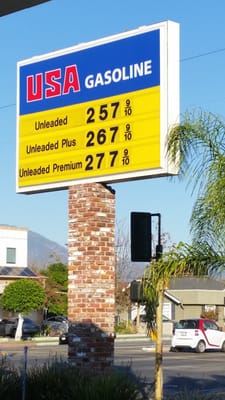 USA GASOLINE
Unleaded 257 9/10
Unleaded Plus 267 9/10
Unleaded Premium 277 9/10